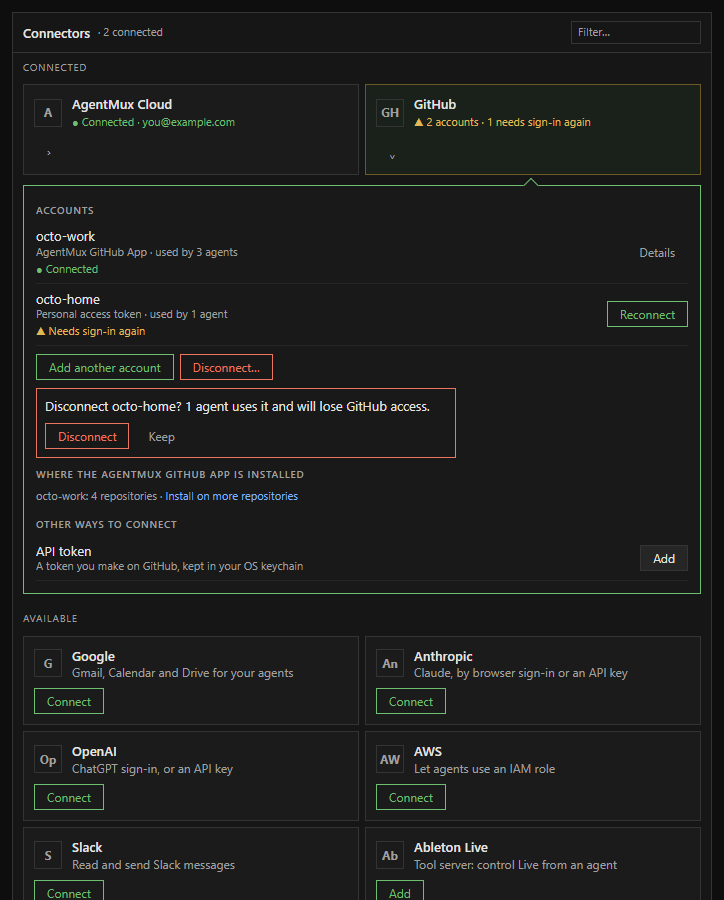 Connectors · 2 connected
Filter...
CONNECTED
A
AgentMux Cloud
● Connected · you@example.com
›
GH
GitHub
▲ 2 accounts · 1 needs sign-in again
v
ACCOUNTS
octo-work
AgentMux GitHub App · used by 3 agents
● Connected
Details
octo-home
Personal access token · used by 1 agent
▲ Needs sign-in again
Reconnect
Add another account
Disconnect...
Disconnect octo-home? 1 agent uses it and will lose GitHub access.
Disconnect
Keep
WHERE THE AGENTMUX GITHUB APP IS INSTALLED
octo-work: 4 repositories · Install on more repositories
OTHER WAYS TO CONNECT
API token
A token you make on GitHub, kept in your OS keychain
Add
AVAILABLE
G
Google
Gmail, Calendar and Drive for your agents
Connect
An
Anthropic
Claude, by browser sign-in or an API key
Connect
Op
OpenAI
ChatGPT sign-in, or an API key
Connect
AW
AWS
Let agents use an IAM role
Connect
S
Slack
Read and send Slack messages
Connect
Ab
Ableton Live
Tool server: control Live from an agent
Add